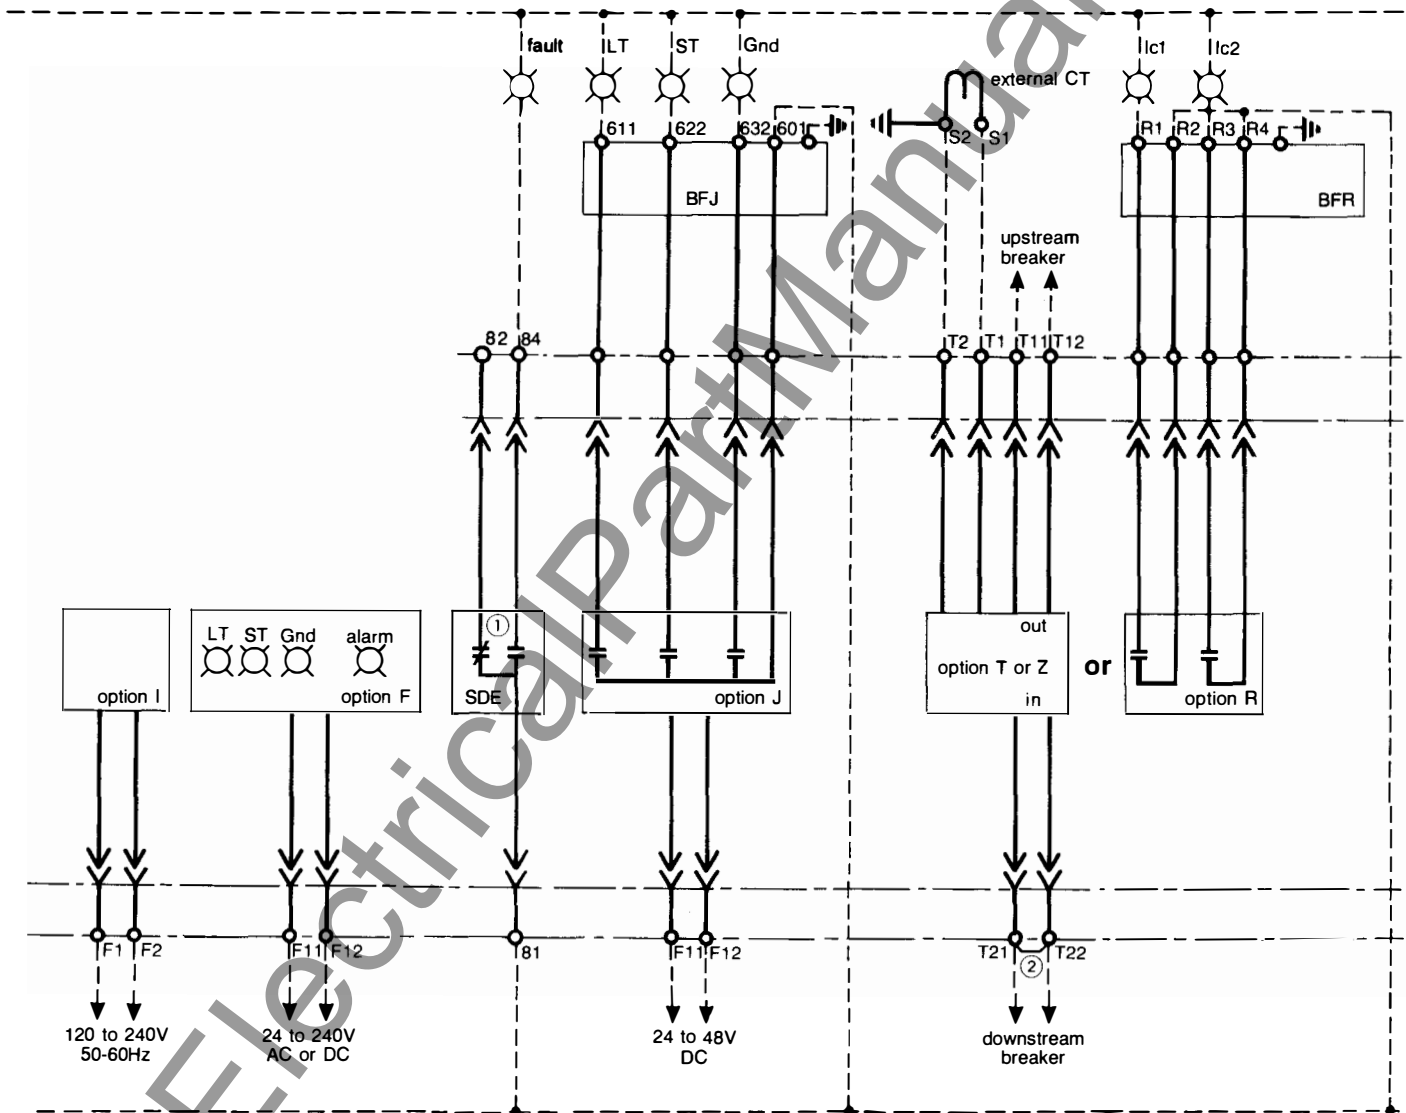 fault
LT
ST
Gnd
external CT
Ic1
Ic2
611
622
632
601
S2
S1
R1
R2
R3
R4
BFJ
BFR
upstream
breaker
82
84
T2
T1
T11
T12
LT
ST
Gnd
alarm
option I
option F
1
SDE
option J
out
option T or Z
in
or
option R
F1
F2
F11
F12
81
F11
F12
T21
2
T22
120 to 240V
50-60Hz
24 to 240V
AC or DC
24 to 48V
DC
downstream
breaker
ElectricalPartManual